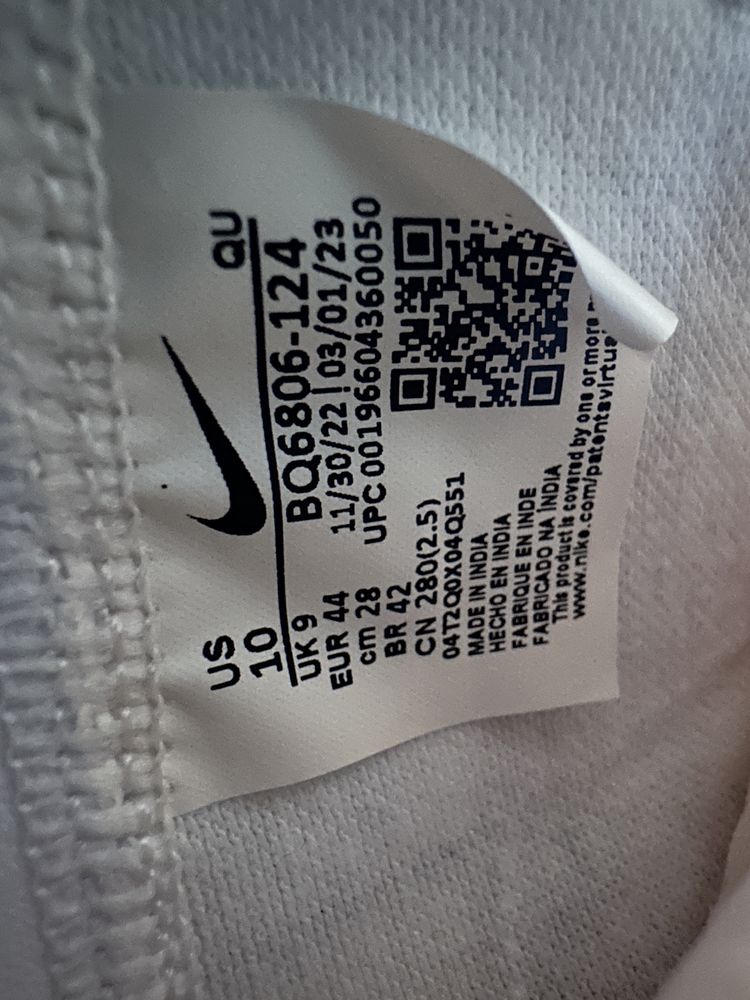 QU
US
10
BQ6806-124
UK 9
11/30/22 | 03/01/23
EUR 44
UPC 00196604360050
cm 28
BR 42
CN 280(2.5)
04T2Q0X04Q551
MADE IN INDIA
HECHO EN INDIA
FABRIQUE EN INDE
FABRICADO NA ÍNDIA
This product is covered by one or more
www.nike.com/patentsvirtual